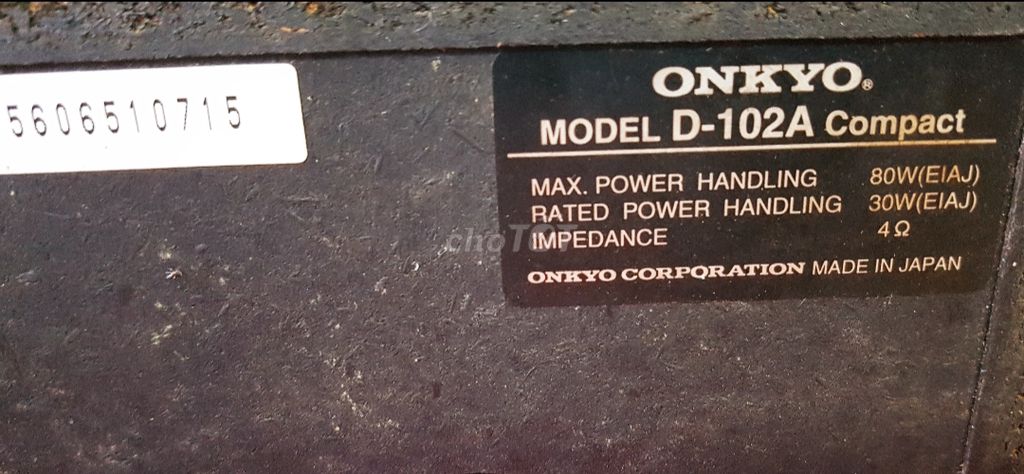 5606510715
ONKYO®
MODEL D-102A Compact
MAX. POWER HANDLING 80W(EIAJ)
RATED POWER HANDLING 30W(EIAJ)
IMPEDANCE 4Ω
ONKYO CORPORATION MADE IN JAPAN
choTOT